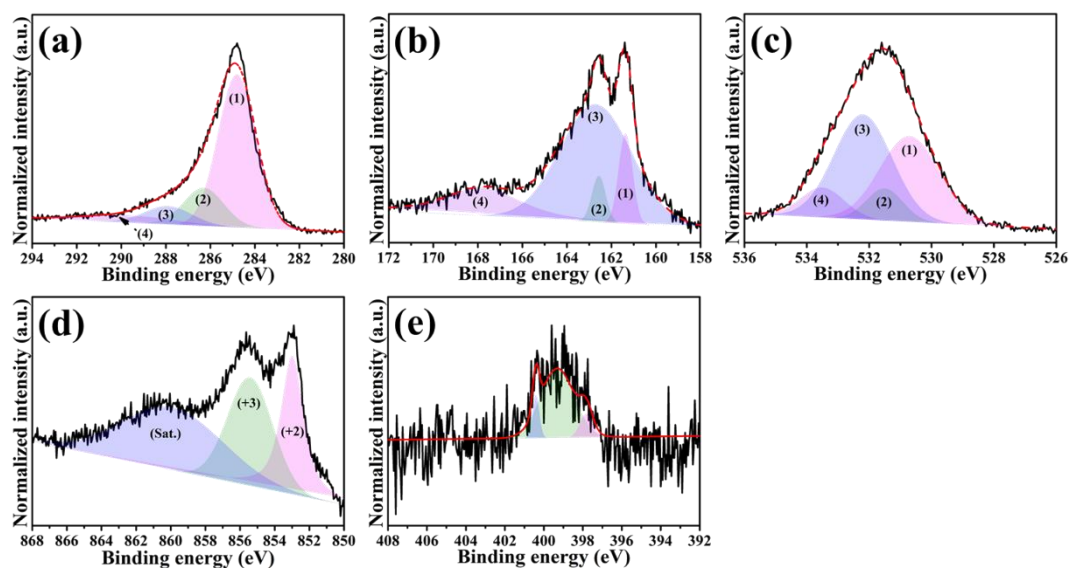 (a)
Normalized intensity (a.u.)
(1)
(2)
(3)
(4)
294 292 290 288 286 284 282 280
Binding energy (eV)
(b)
Normalized intensity (a.u.)
(3)
(1)
(4)
(2)
172 170 168 166 164 162 160 158
Binding energy (eV)
(c)
Normalized intensity (a.u.)
(3)
(1)
(4)
(2)
536 534 532 530 528 526
Binding energy (eV)
(d)
Normalized intensity (a.u.)
(+3)
(Sat.)
(+2)
868 866 864 862 860 858 856 854 852 850
Binding energy (eV)
(e)
Normalized intensity (a.u.)
408 406 404 402 400 398 396 394 392
Binding energy (eV)